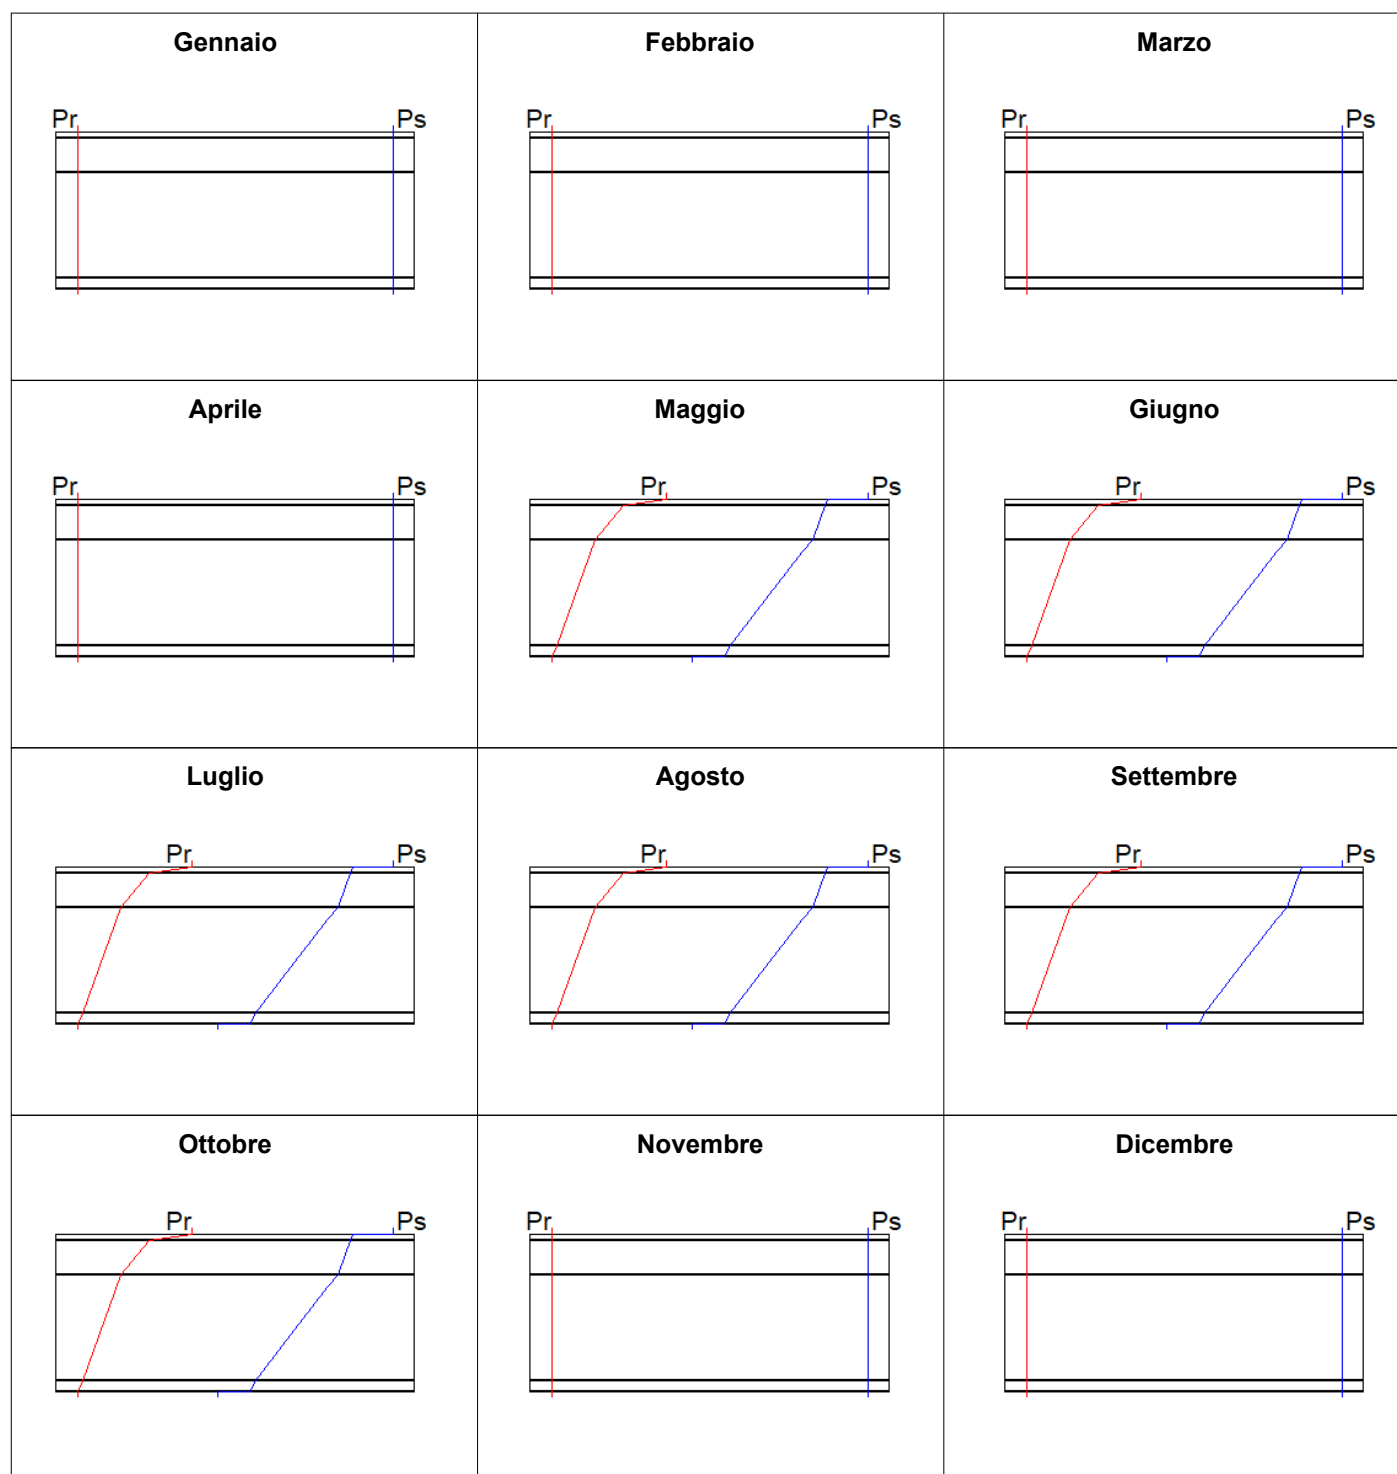 Gennaio Febbraio Marzo
Pr Ps Pr Ps Pr Ps
Aprile Maggio Giugno
Pr Ps Pr Ps Pr Ps
Luglio Agosto Settembre
Pr Ps Pr Ps Pr Ps
Ottobre Novembre Dicembre
Pr Ps Pr Ps Pr Ps